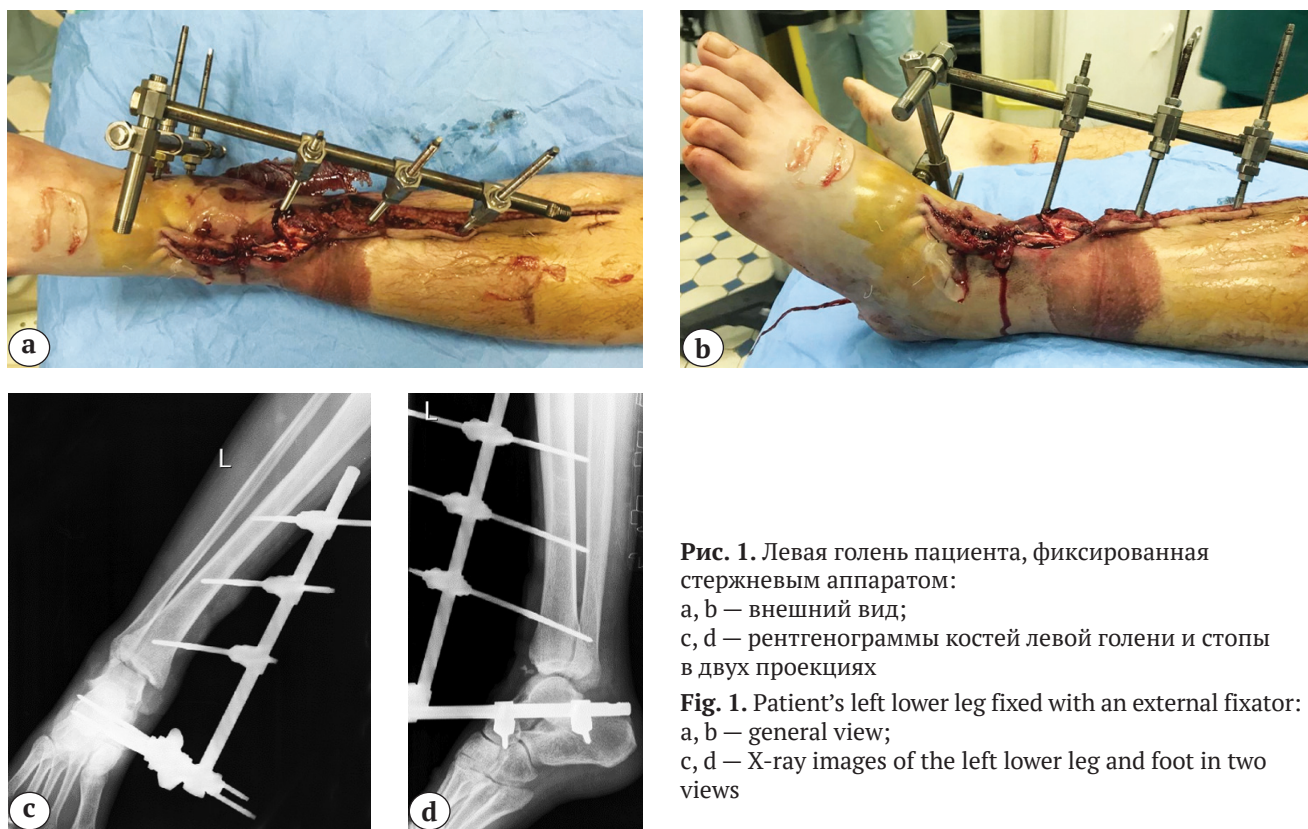 a
b
L
L
c
d
Рис. 1. Левая голень пациента, фиксированная
стержневым аппаратом:
a, b — внешний вид;
c, d — рентгенограммы костей левой голени и стопы
в двух проекциях
Fig. 1. Patient’s left lower leg fixed with an external fixator:
a, b — general view;
c, d — X-ray images of the left lower leg and foot in two
views